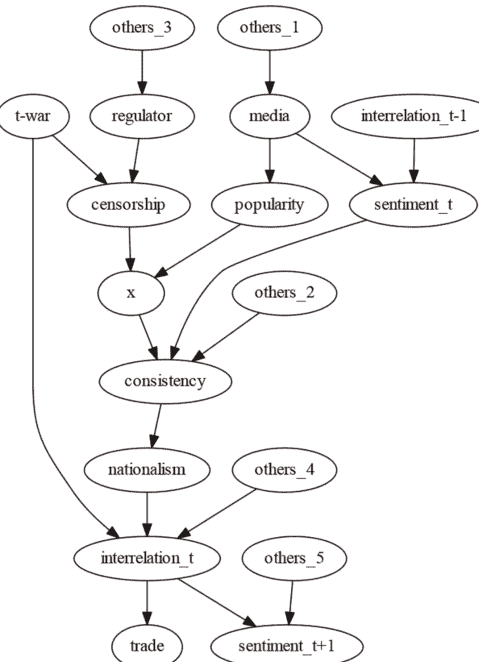 others_3
others_1
t-war
regulator
media
interrelation_t-1
censorship
popularity
sentiment_t
x
others_2
consistency
nationalism
others_4
interrelation_t
others_5
trade
sentiment_t+1